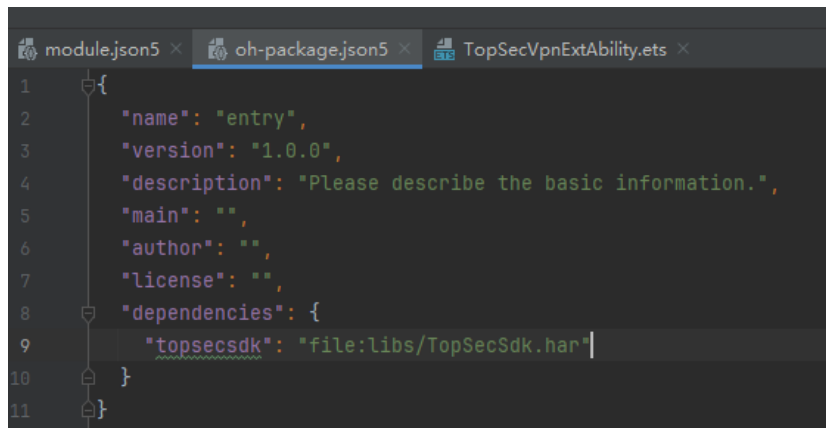 module.json5 oh-package.json5 TopSecVpnExtAbility.ets
1 {
2 "name": "entry",
3 "version": "1.0.0",
4 "description": "Please describe the basic information.",
5 "main": "",
6 "author": "",
7 "license": "",
8 "dependencies": {
9 "topsecsdk": "file:libs/TopSecSdk.har"
10 }
11 }